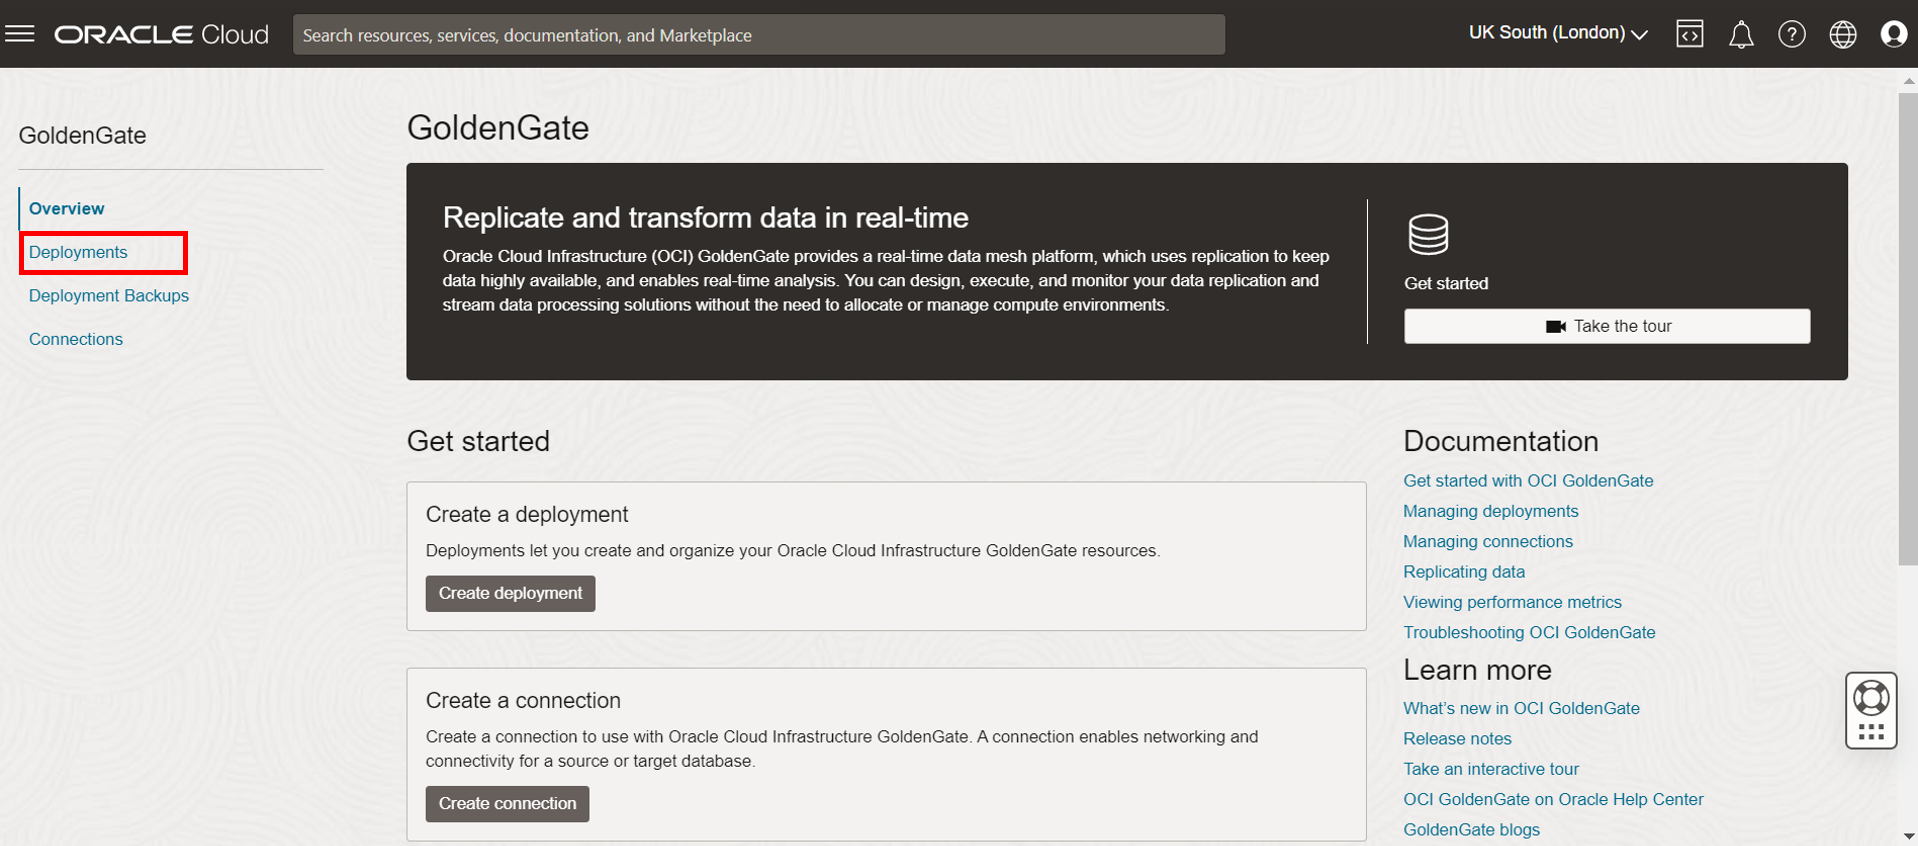 ORACLE Cloud
Search resources, services, documentation, and Marketplace
UK South (London)
GoldenGate
Overview
Deployments
Deployment Backups
Connections
GoldenGate
Replicate and transform data in real-time
Oracle Cloud Infrastructure (OCI) GoldenGate provides a real-time data mesh platform, which uses replication to keep
data highly available, and enables real-time analysis. You can design, execute, and monitor your data replication and
stream data processing solutions without the need to allocate or manage compute environments.
Get started
Take the tour
Get started
Create a deployment
Deployments let you create and organize your Oracle Cloud Infrastructure GoldenGate resources.
Create deployment
Create a connection
Create a connection to use with Oracle Cloud Infrastructure GoldenGate. A connection enables networking and
connectivity for a source or target database.
Create connection
Documentation
Get started with OCI GoldenGate
Managing deployments
Managing connections
Replicating data
Viewing performance metrics
Troubleshooting OCI GoldenGate
Learn more
What's new in OCI GoldenGate
Release notes
Take an interactive tour
OCI GoldenGate on Oracle Help Center
GoldenGate blogs